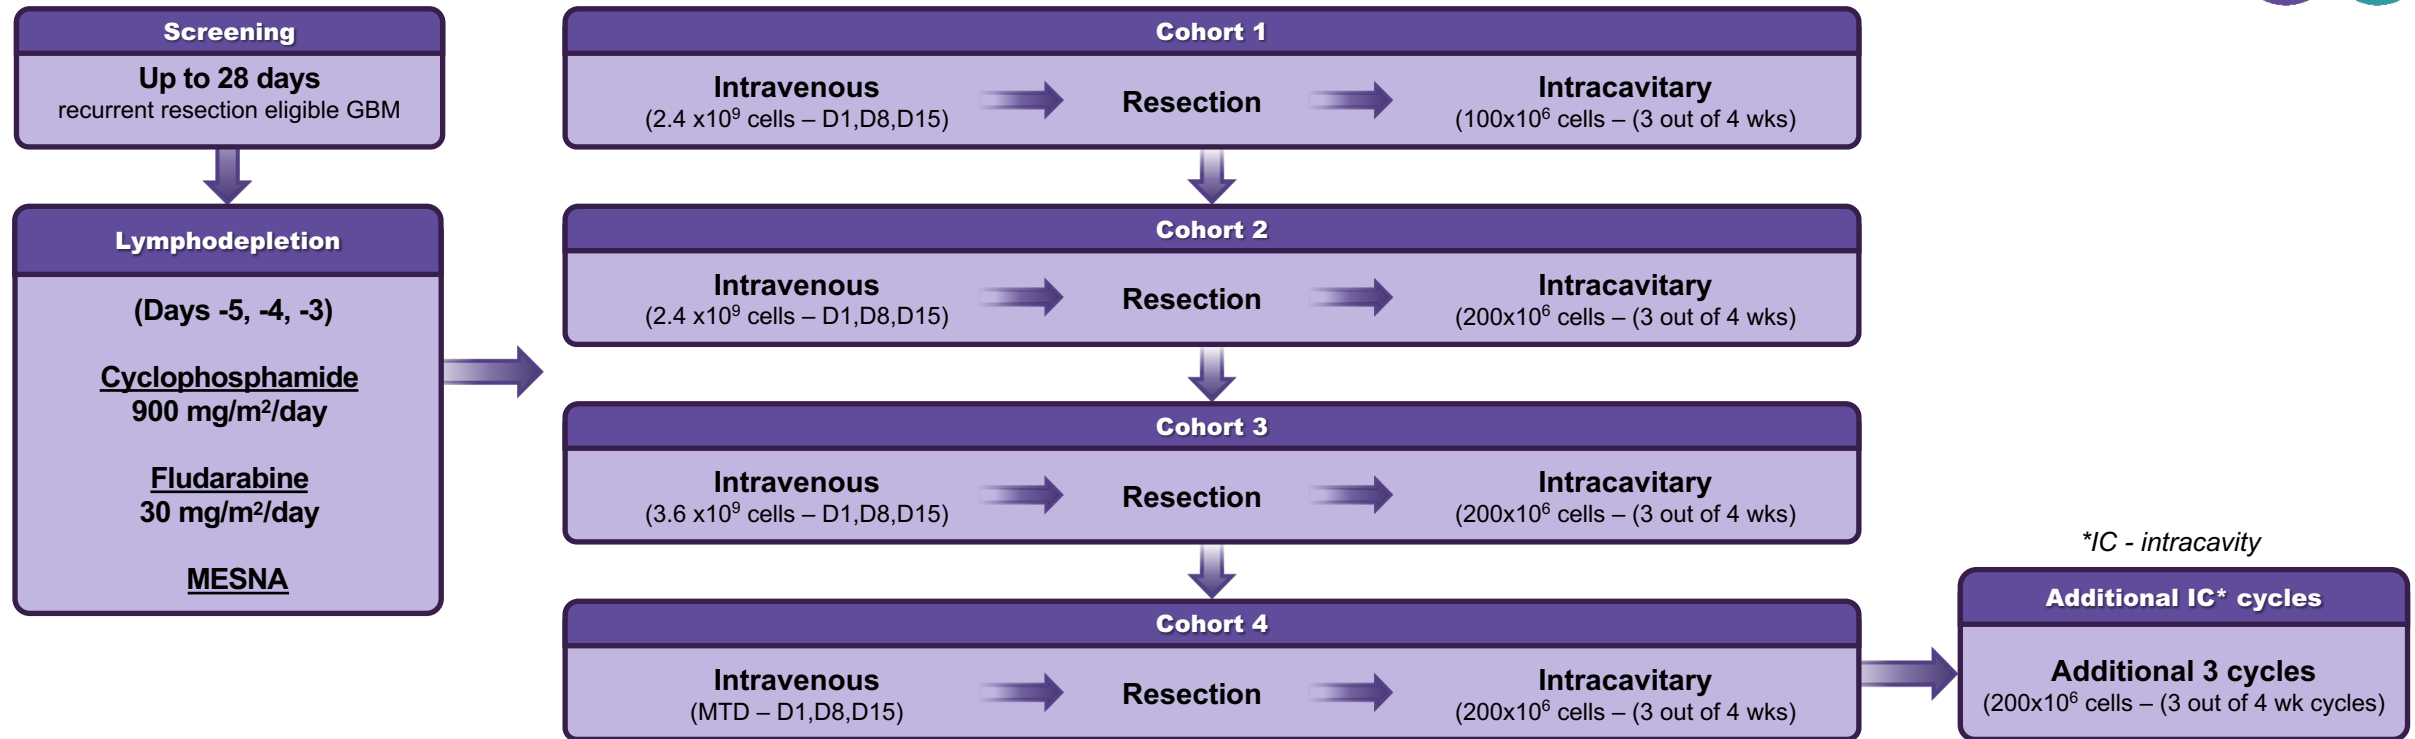 Screening
Up to 28 days
recurrent resection eligible GBM
Lymphodepletion
(Days -5, -4, -3)
Cyclophosphamide
900 mg/m²/day
Fludarabine
30 mg/m²/day
MESNA
Cohort 1
Intravenous
(2.4 x10⁹ cells – D1,D8,D15)
Resection
Intracavitary
(100x10⁶ cells – (3 out of 4 wks)
Cohort 2
Intravenous
(2.4 x10⁹ cells – D1,D8,D15)
Resection
Intracavitary
(200x10⁶ cells – (3 out of 4 wks)
Cohort 3
Intravenous
(3.6 x10⁹ cells – D1,D8,D15)
Resection
Intracavitary
(200x10⁶ cells – (3 out of 4 wks)
Cohort 4
Intravenous
(MTD – D1,D8,D15)
Resection
Intracavitary
(200x10⁶ cells – (3 out of 4 wks)
*IC - intracavity
Additional IC* cycles
Additional 3 cycles
(200x10⁶ cells – (3 out of 4 wk cycles)